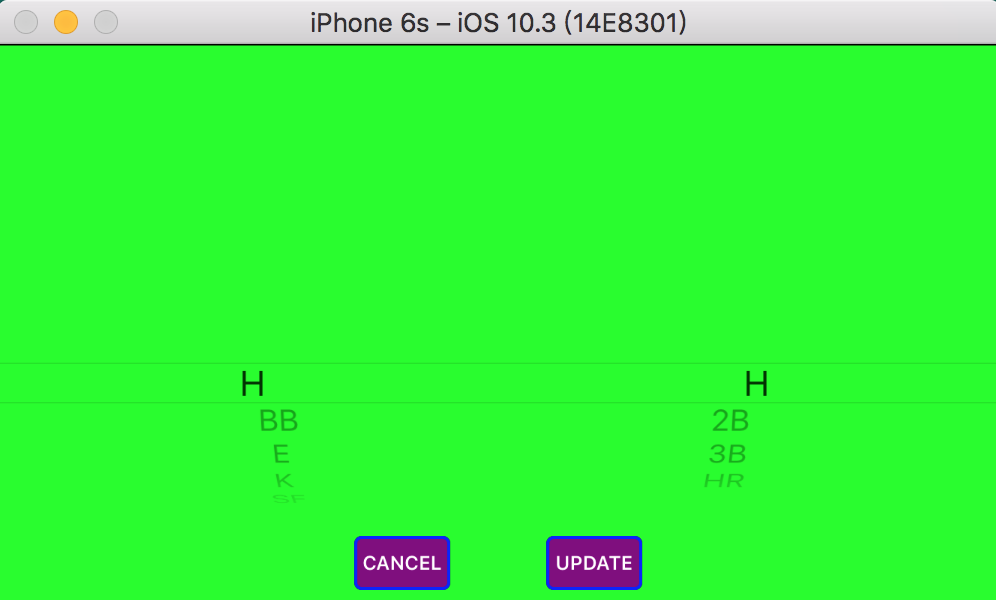 iPhone 6s – iOS 10.3 (14E8301)
H H
BB 2B
E 3B
K HR
SF
CANCEL UPDATE